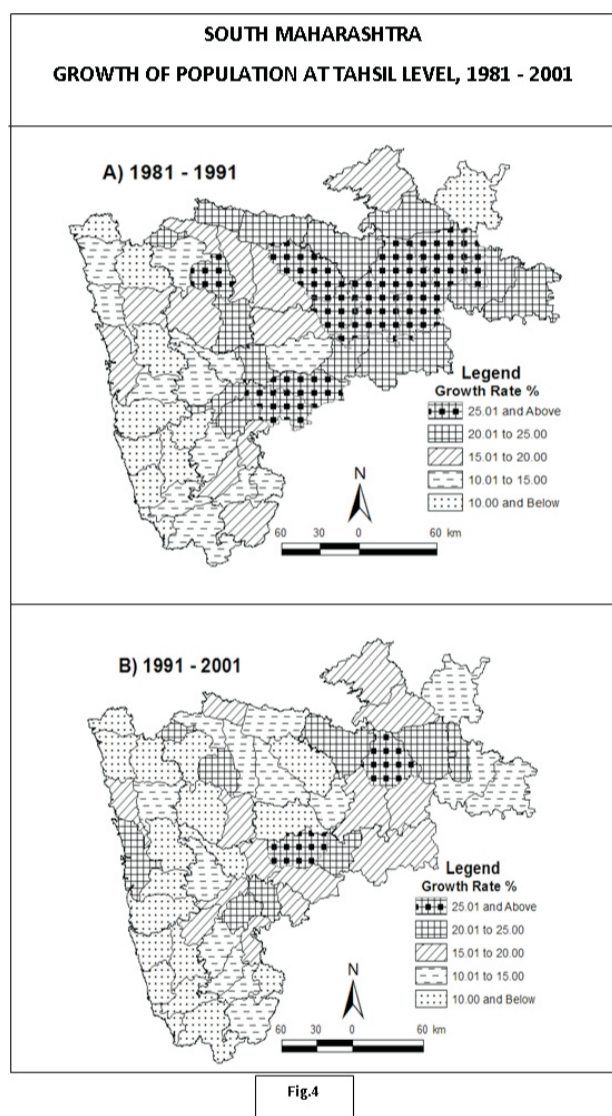 SOUTH MAHARASHTRA
GROWTH OF POPULATION AT TAHSIL LEVEL, 1981 - 2001
A) 1981 - 1991
Legend
Growth Rate %
25.01 and Above
20.01 to 25.00
15.01 to 20.00
10.01 to 15.00
10.00 and Below
N
60 30 0 60 km
B) 1991 - 2001
Legend
Growth Rate %
25.01 and Above
20.01 to 25.00
15.01 to 20.00
10.01 to 15.00
10.00 and Below
N
60 30 0 60 km
Fig.4